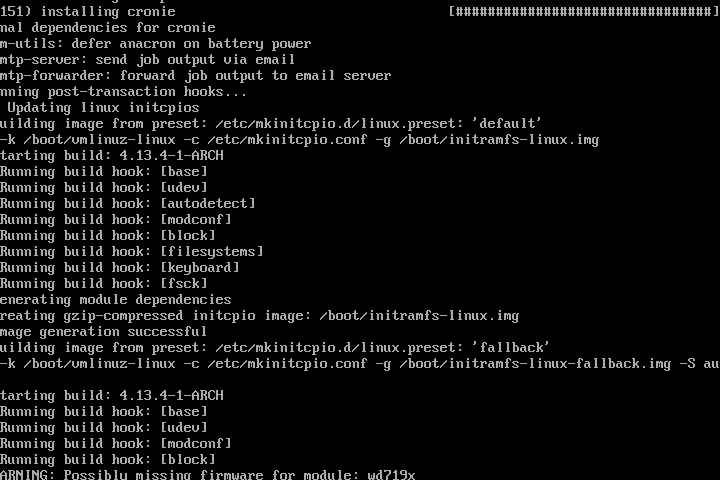 151) installing cronie [################################]
nal dependencies for cronie
m-utils: defer anacron on battery power
mtp-server: send job output via email
mtp-forwarder: forward job output to email server
nning post-transaction hooks...
Updating linux initcpios
uilding image from preset: /etc/mkinitcpio.d/linux.preset: 'default'
-k /boot/vmlinuz-linux -c /etc/mkinitcpio.conf -g /boot/initramfs-linux.img
tarting build: 4.13.4-1-ARCH
Running build hook: [base]
Running build hook: [udev]
Running build hook: [autodetect]
Running build hook: [modconf]
Running build hook: [block]
Running build hook: [filesystems]
Running build hook: [keyboard]
Running build hook: [fsck]
enerating module dependencies
reating gzip-compressed initcpio image: /boot/initramfs-linux.img
mage generation successful
uilding image from preset: /etc/mkinitcpio.d/linux.preset: 'fallback'
-k /boot/vmlinuz-linux -c /etc/mkinitcpio.conf -g /boot/initramfs-linux-fallback.img -S au
tarting build: 4.13.4-1-ARCH
Running build hook: [base]
Running build hook: [udev]
Running build hook: [modconf]
Running build hook: [block]
ARNING: Possibly missing firmware for module: wd719x